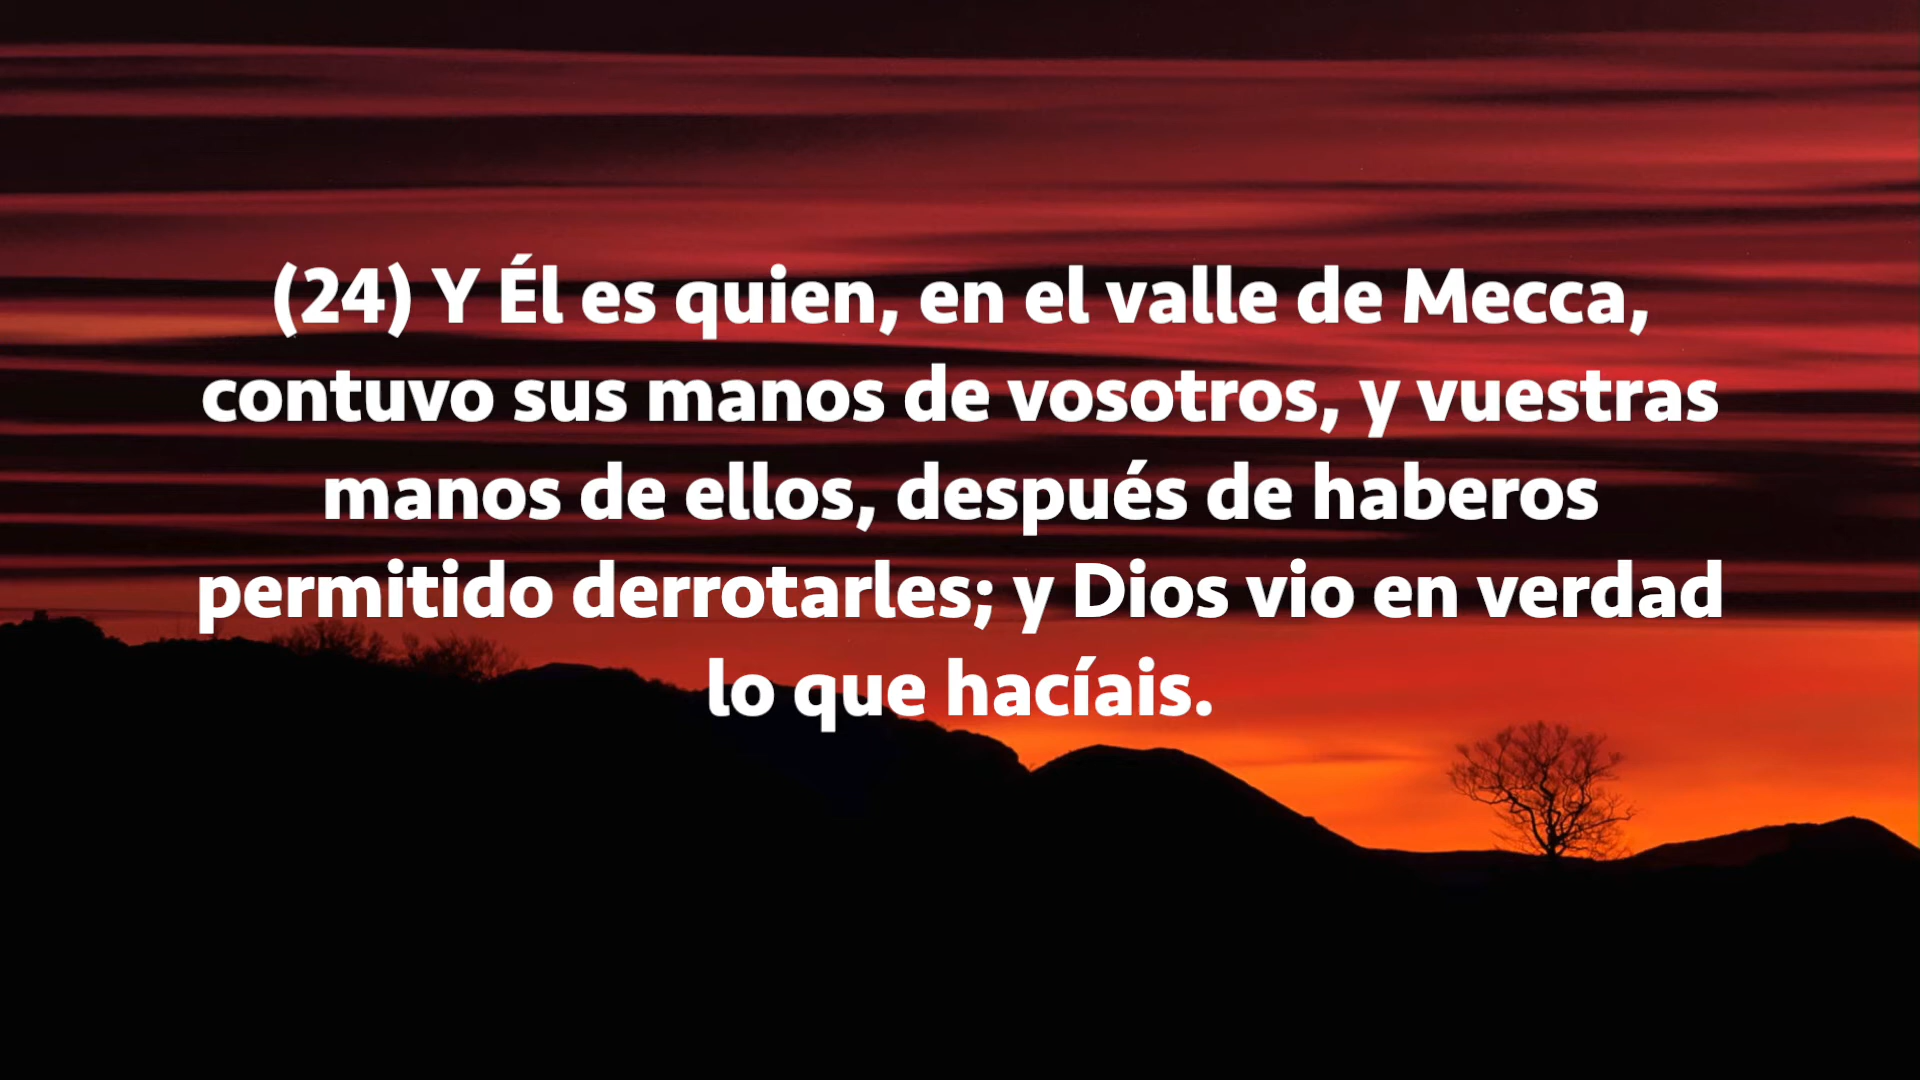 (24) Y Él es quien, en el valle de Mecca,
contuvo sus manos de vosotros, y vuestras
manos de ellos, después de haberos
permitido derrotarles; y Dios vio en verdad
lo que hacíais.